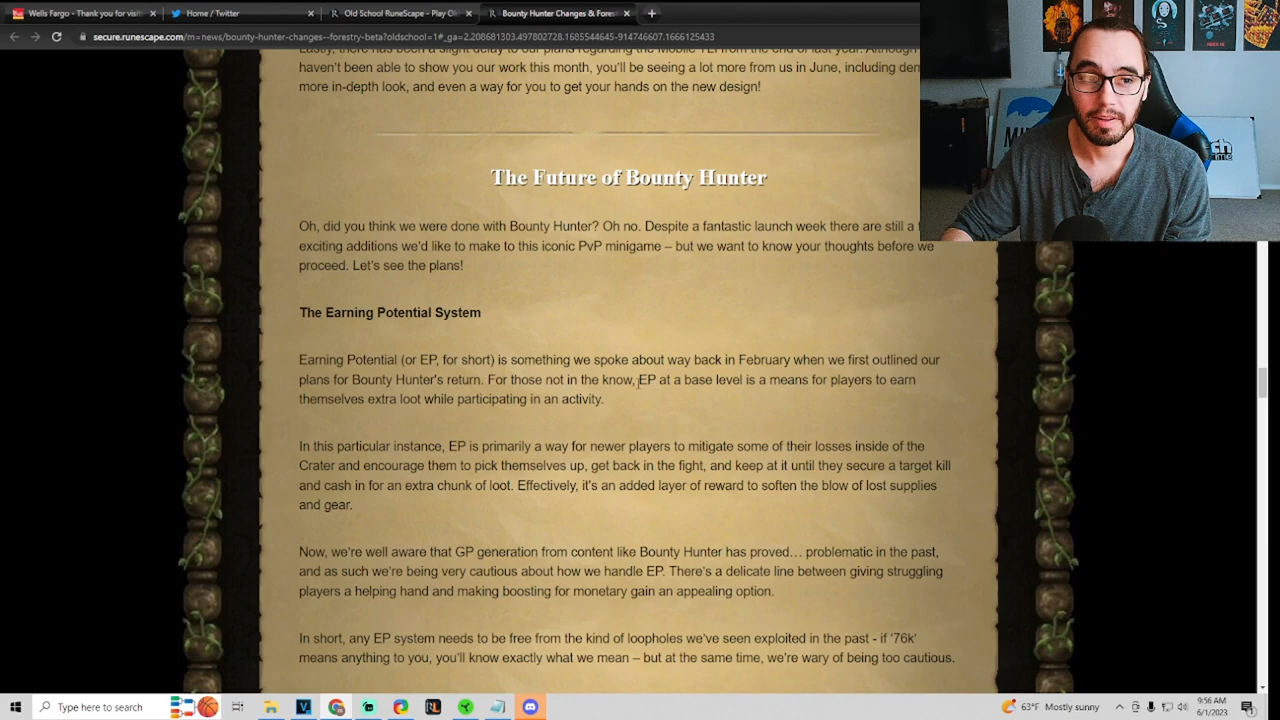 Wells Fargo - Thank you for visi
Home / Twitter
Old School RuneScape - Play Ol
Bounty Hunter Changes & Fores
secure.runescape.com/m=news/bounty-hunter-changes--forestry-beta?oldschool=1#_ga=2.208681303.497802728.1685544645-914746607.1666125433
haven't been able to show you our work this month, you'll be seeing a lot more from us in June, including
more in-depth look, and even a way for you to get your hands on the new design!
The Future of Bounty Hunter
Oh, did you think we were done with Bounty Hunter? Oh no. Despite a fantastic launch week there are still a
exciting additions we'd like to make to this iconic PvP minigame – but we want to know your thoughts before we
proceed. Let's see the plans!
The Earning Potential System
Earning Potential (or EP, for short) is something we spoke about way back in February when we first outlined our
plans for Bounty Hunter's return. For those not in the know, EP at a base level is a means for players to earn
themselves extra loot while participating in an activity.
In this particular instance, EP is primarily a way for newer players to mitigate some of their losses inside of the
Crater and encourage them to pick themselves up, get back in the fight, and keep at it until they secure a target kill
and cash in for an extra chunk of loot. Effectively, it's an added layer of reward to soften the blow of lost supplies
and gear.
Now, we're well aware that GP generation from content like Bounty Hunter has proved… problematic in the past,
and as such we're being very cautious about how we handle EP. There's a delicate line between giving struggling
players a helping hand and making boosting for monetary gain an appealing option.
In short, any EP system needs to be free from the kind of loopholes we've seen exploited in the past - if '76k'
means anything to you, you'll know exactly what we mean – but at the same time, we're wary of being too cautious.
Type here to search
63°F Mostly sunny
9:56 AM
6/1/2023